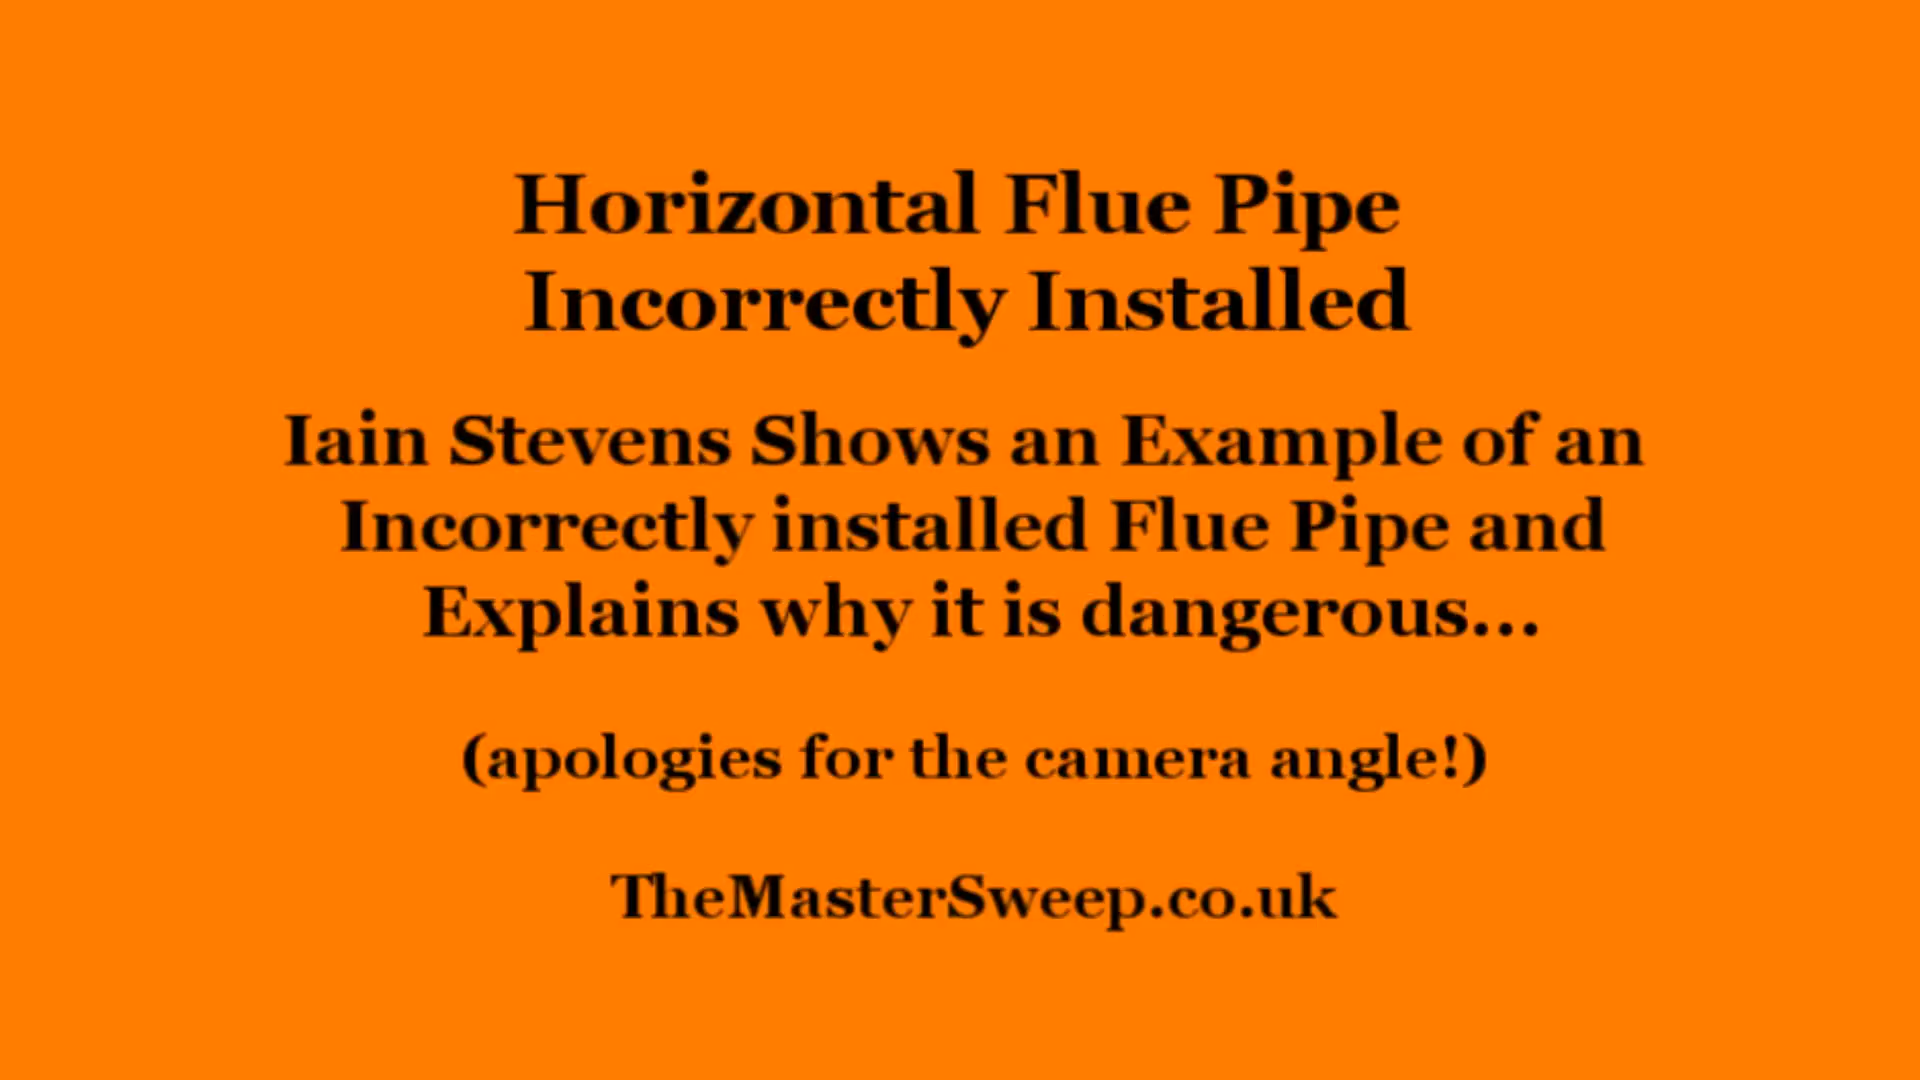 Horizontal Flue Pipe
Incorrectly Installed
Iain Stevens Shows an Example of an
Incorrectly installed Flue Pipe and
Explains why it is dangerous...
(apologies for the camera angle!)
TheMasterSweep.co.uk